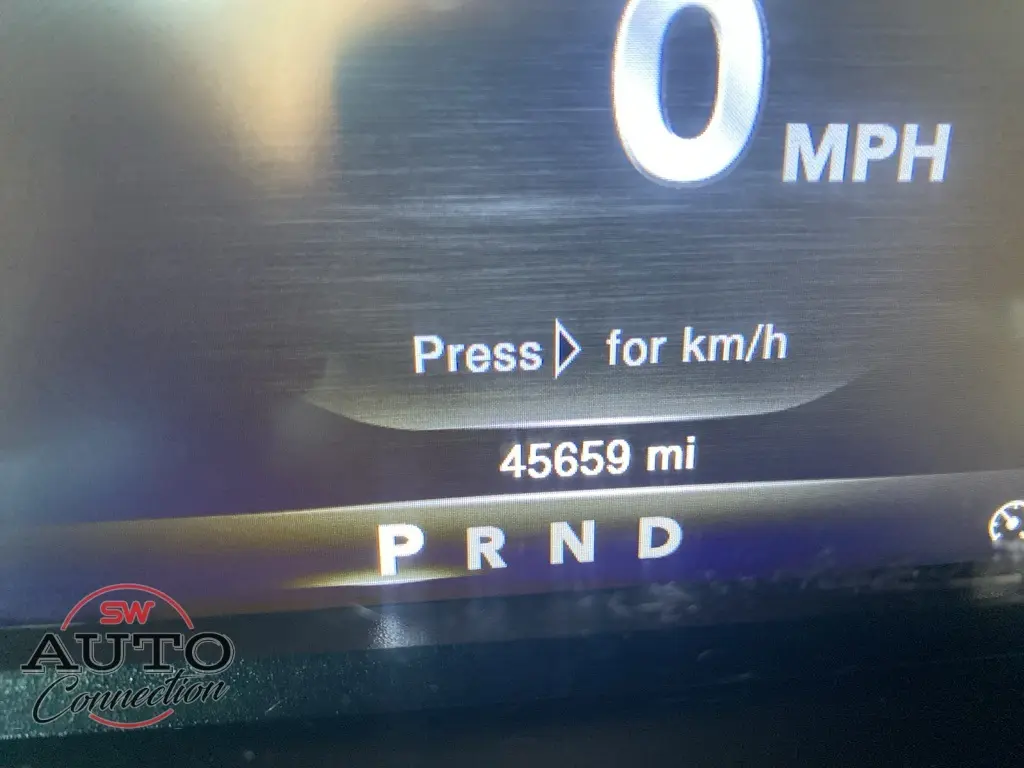 0 MPH
Press ▷ for km/h
45659 mi
P R N D
SW
AUTO
Connection